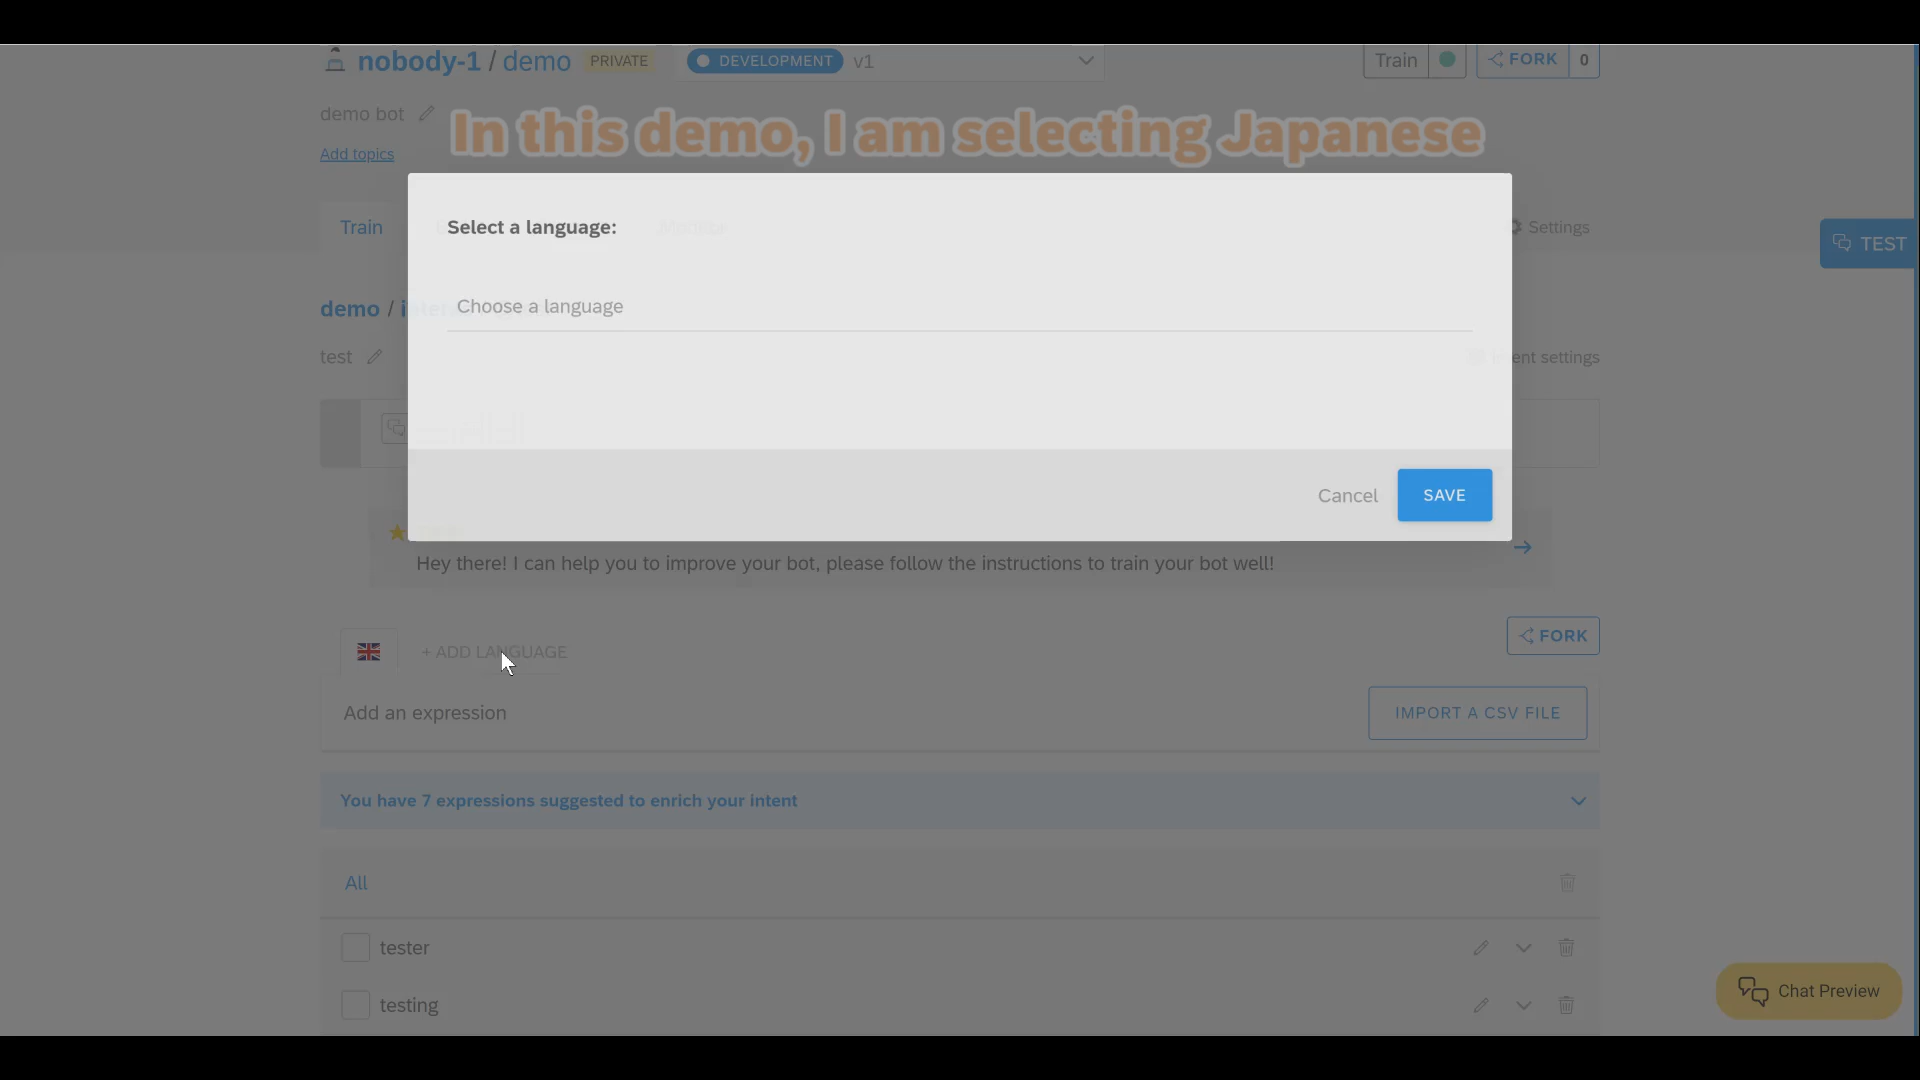 nobody-1 / demo PRIVATE DEVELOPMENT v1 Train FORK 0
demo bot
In this demo, I am selecting Japanese
Add topics
Train Settings
Select a language:
TEST
demo /
Choose a language
test
ent settings
Cancel SAVE
Hey there! I can help you to improve your bot, please follow the instructions to train your bot well!
FORK
+ ADD LANGUAGE
Add an expression IMPORT A CSV FILE
You have 7 expressions suggested to enrich your intent
All
tester
testing
Chat Preview